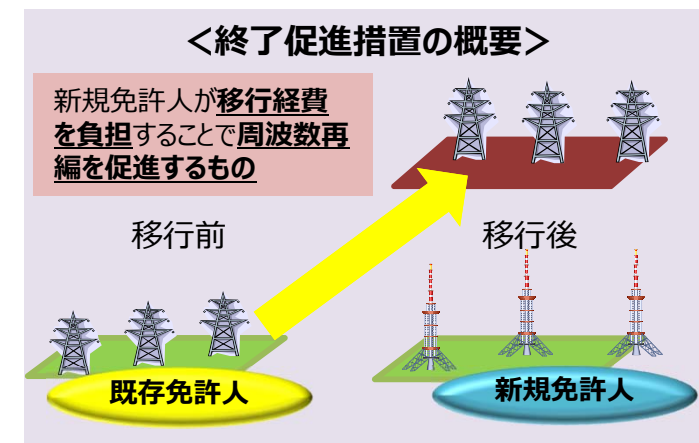 ＜終了促進措置の概要＞
新規免許人が移行経費
を負担することで周波数再
編を促進するもの
移行前
移行後
既存免許人
新規免許人